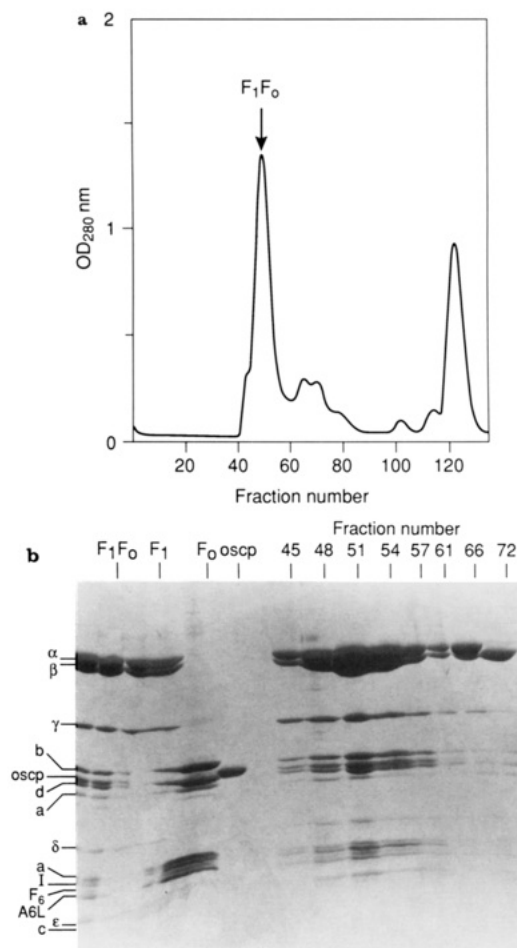 a
2
F1Fo
OD280 nm
1
0
20 40 60 80 100 120
Fraction number
b
Fraction number
F1Fo F1 Fo oscp 45 48 51 54 57 61 66 72
α
β
γ
b
oscp
d
a
δ
a
I
F6
A6L
ε
c